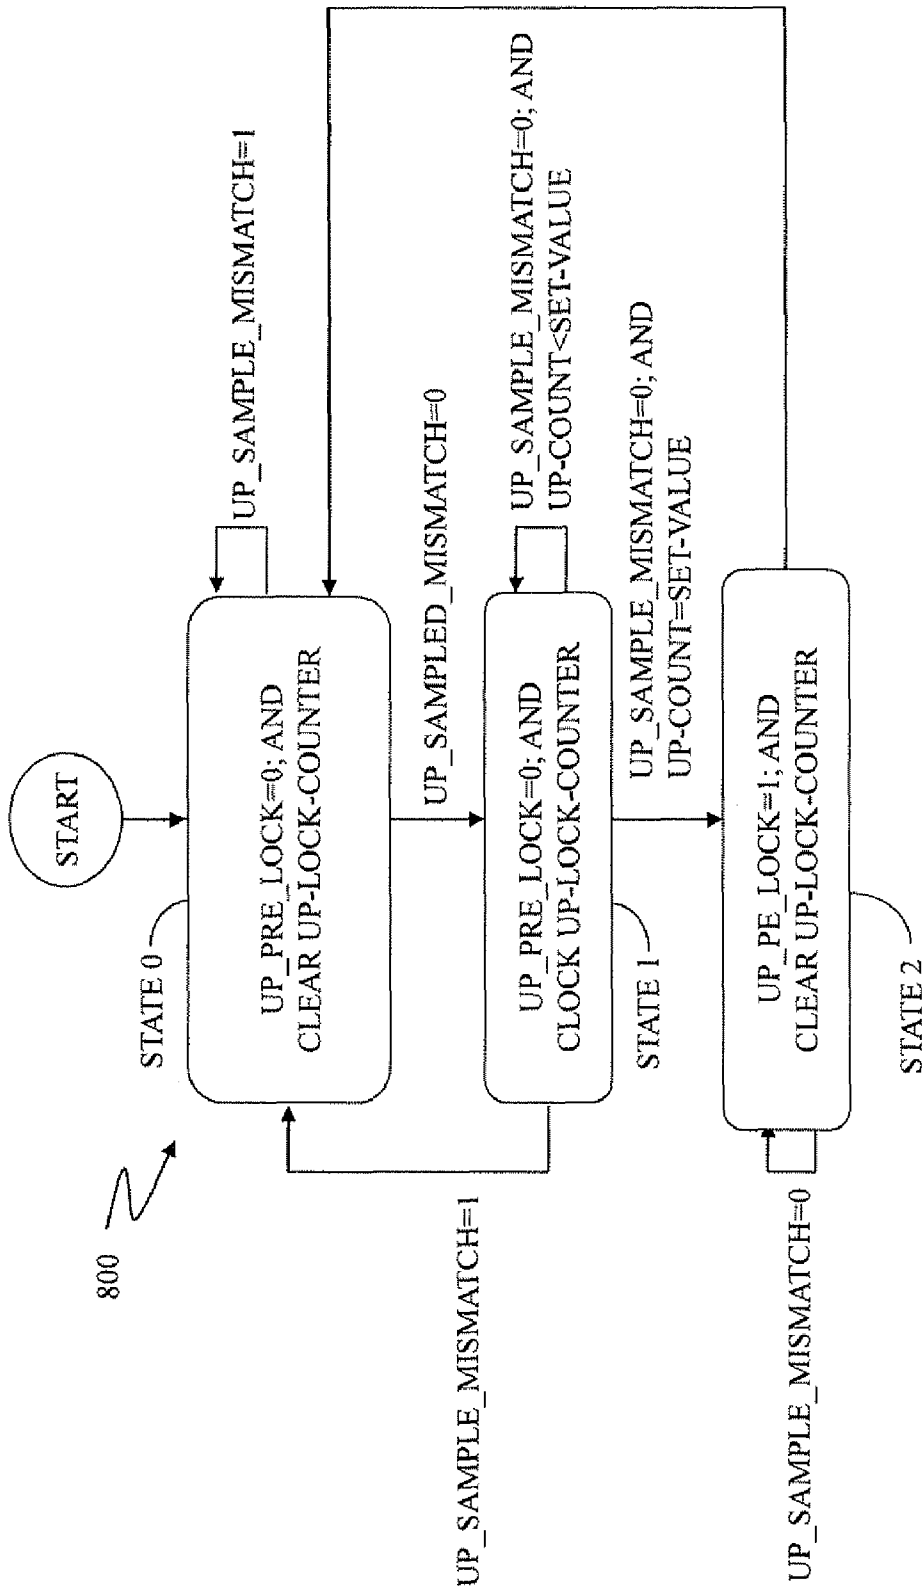 800
START
STATE 0
UP_PRE_LOCK=0; AND
CLEAR UP-LOCK-COUNTER
UP_SAMPLE_MISMATCH=1
UP_SAMPLED_MISMATCH=0
UP_SAMPLE_MISMATCH=1
UP_PRE_LOCK=0; AND
CLOCK UP-LOCK-COUNTER
STATE 1
UP_SAMPLE_MISMATCH=0; AND
UP-COUNT<SET-VALUE
UP_SAMPLE_MISMATCH=0; AND
UP-COUNT=SET-VALUE
UP_PE_LOCK=1; AND
CLEAR UP-LOCK-COUNTER
STATE 2
UP_SAMPLE_MISMATCH=0